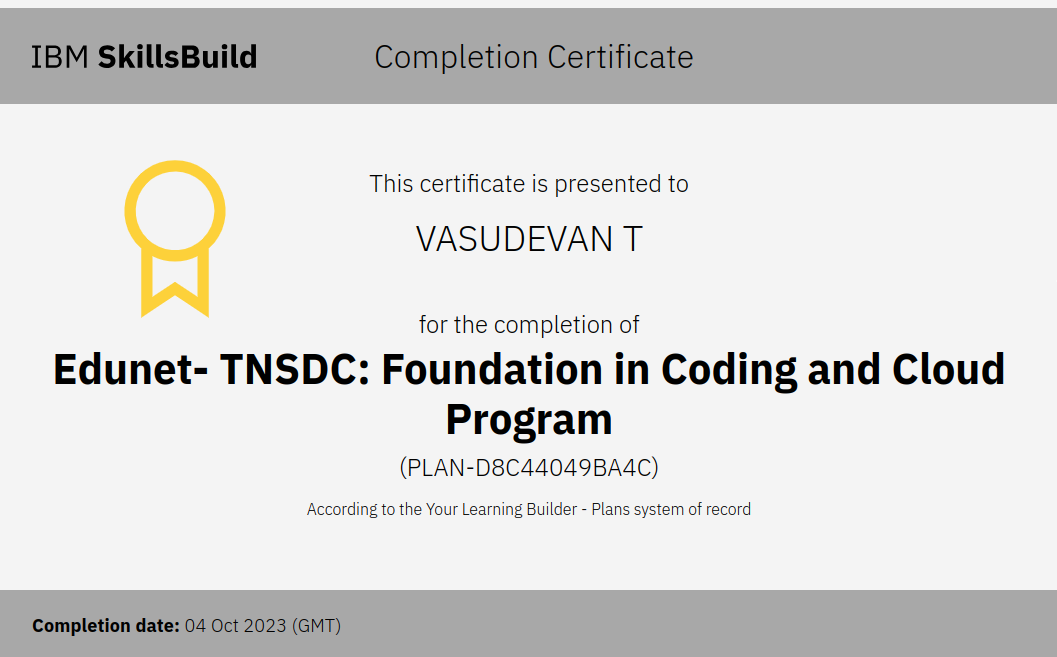 IBM SkillsBuild
Completion Certificate
This certificate is presented to
VASUDEVAN T
for the completion of
Edunet- TNSDC: Foundation in Coding and Cloud
Program
(PLAN-D8C44049BA4C)
According to the Your Learning Builder - Plans system of record
Completion date: 04 Oct 2023 (GMT)